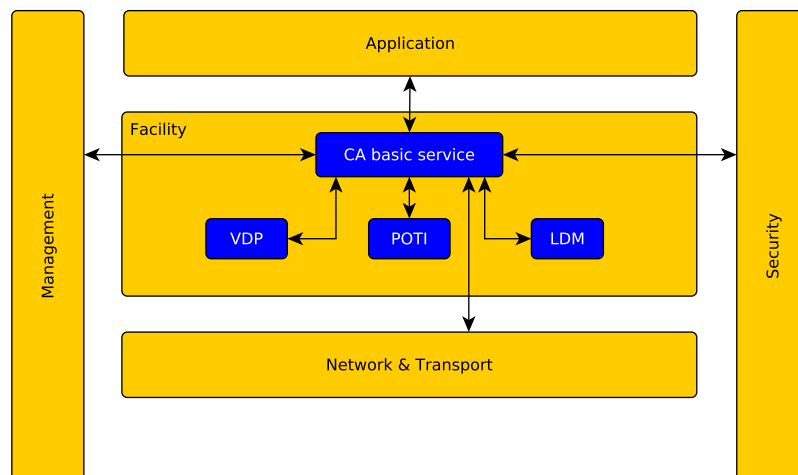 Application
Facility
CA basic service
VDP
POTI
LDM
Network & Transport
Management
Security